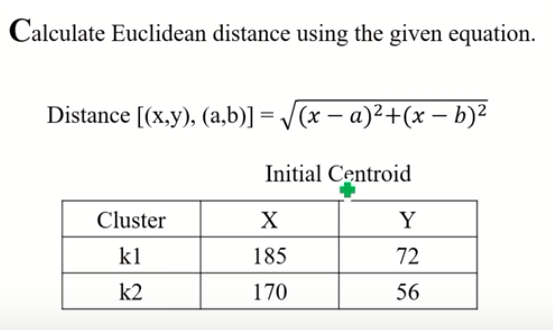 Calculate Euclidean distance using the given equation.
Distance [(x,y), (a,b)] = √(x − a)²+(x − b)²
Initial Centroid
Cluster X Y
k1 185 72
k2 170 56